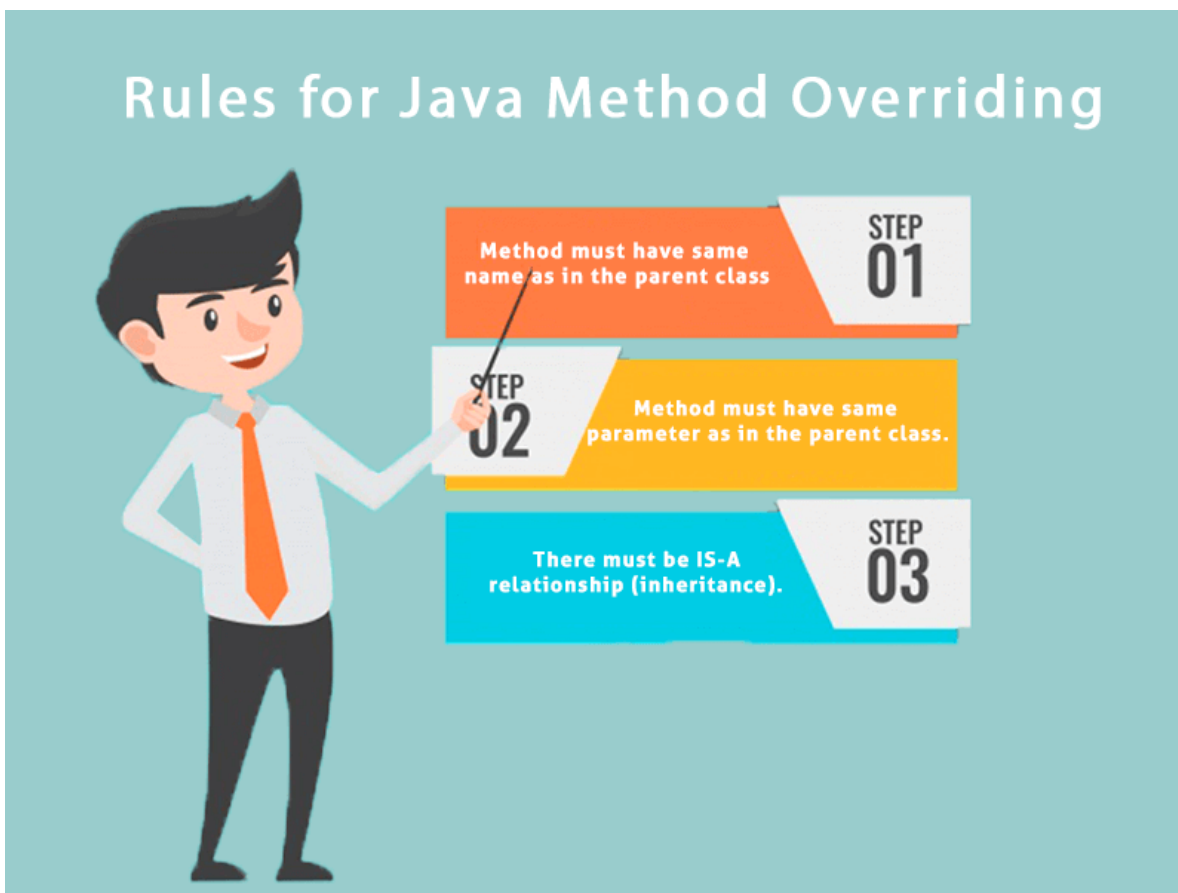 Rules for Java Method Overriding
Method must have same
name as in the parent class
STEP
01
STEP
02
Method must have same
parameter as in the parent class.
There must be IS-A
relationship (inheritance).
STEP
03